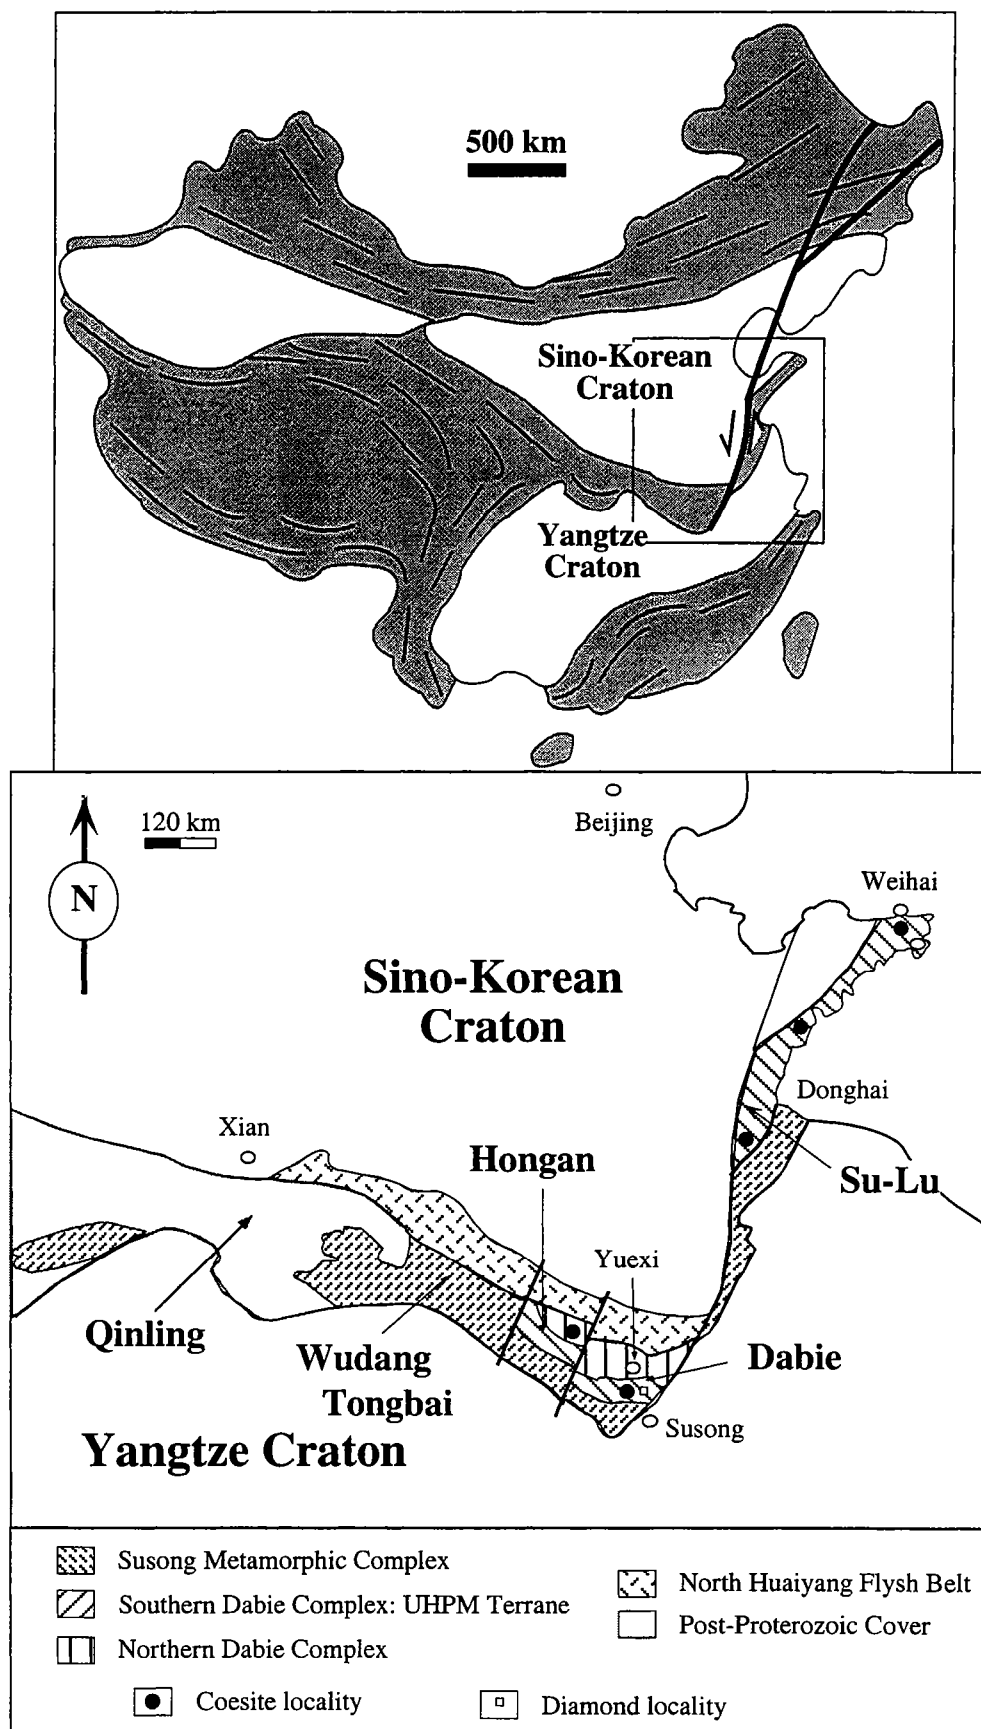 500 km
Sino-Korean
Craton
Yangtze
Craton
120 km
Beijing
N
Weihai
Sino-Korean
Craton
Donghai
Xian
Hongan
Su-Lu
Yuexi
Qinling
Wudang
Tongbai
Dabie
Susong
Yangtze Craton
Susong Metamorphic Complex
Southern Dabie Complex: UHPM Terrane
Northern Dabie Complex
North Huaiyang Flysh Belt
Post-Proterozoic Cover
Coesite locality
Diamond locality